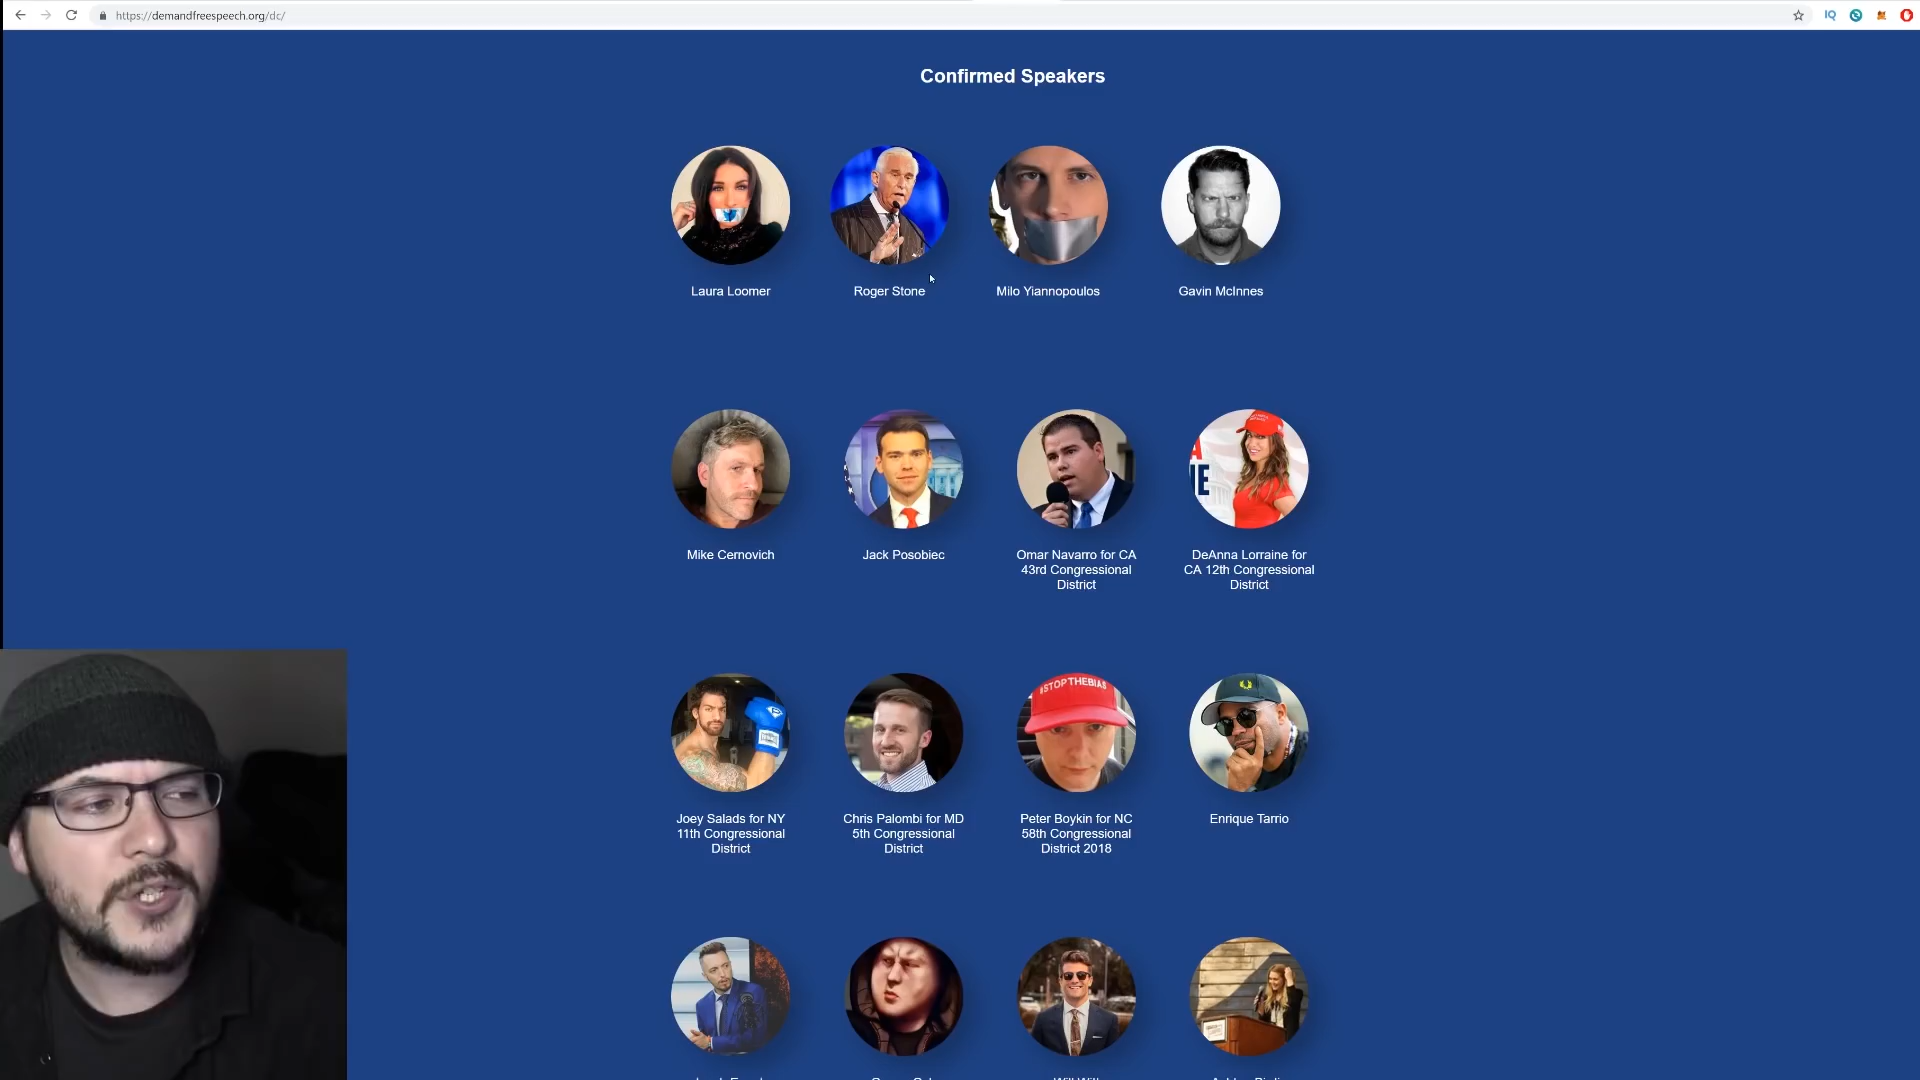 https://demandfreespeech.org/dc/
IQ
Confirmed Speakers
Laura Loomer
Roger Stone
Milo Yiannopoulos
Gavin McInnes
Mike Cernovich
Jack Posobiec
Omar Navarro for CA
43rd Congressional
District
DeAnna Lorraine for
CA 12th Congressional
District
#STOPTHEBIAS
Joey Salads for NY
11th Congressional
District
Chris Palombi for MD
5th Congressional
District
Peter Boykin for NC
58th Congressional
District 2018
Enrique Tarrio